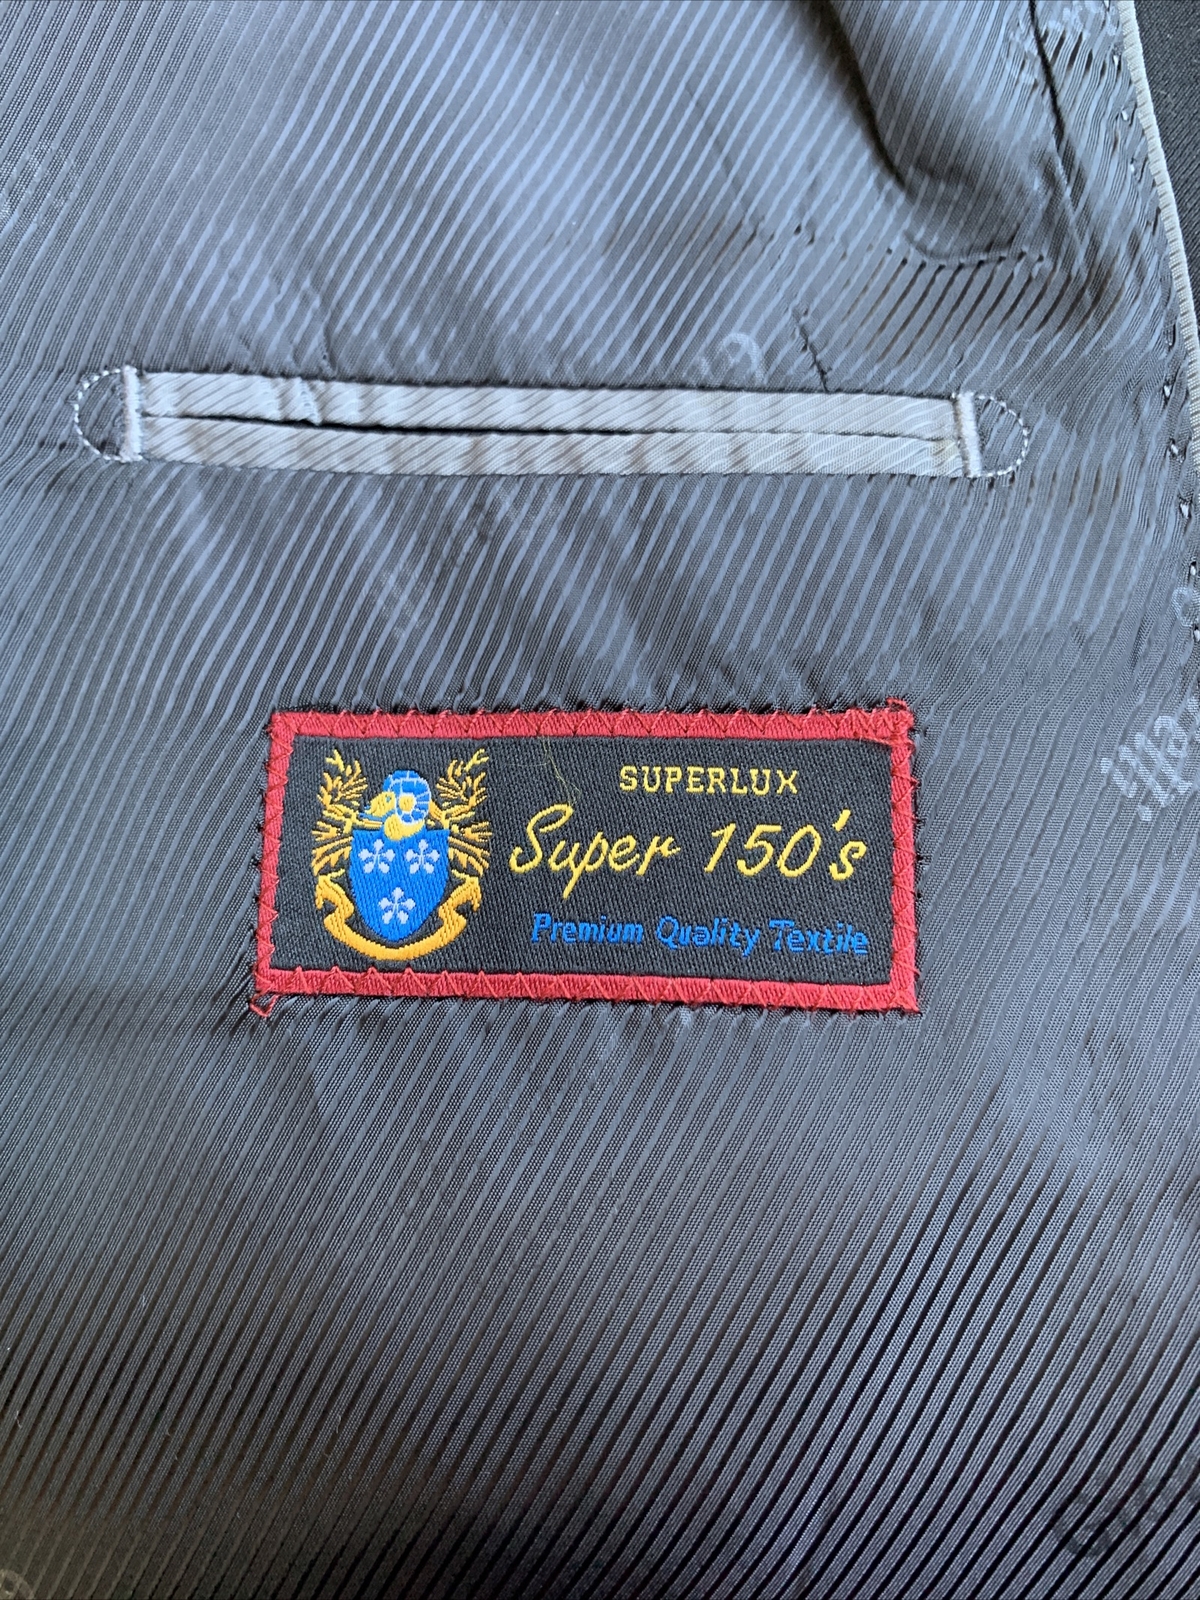 SUPERLUX
Super 150's
Premium Quality Textile